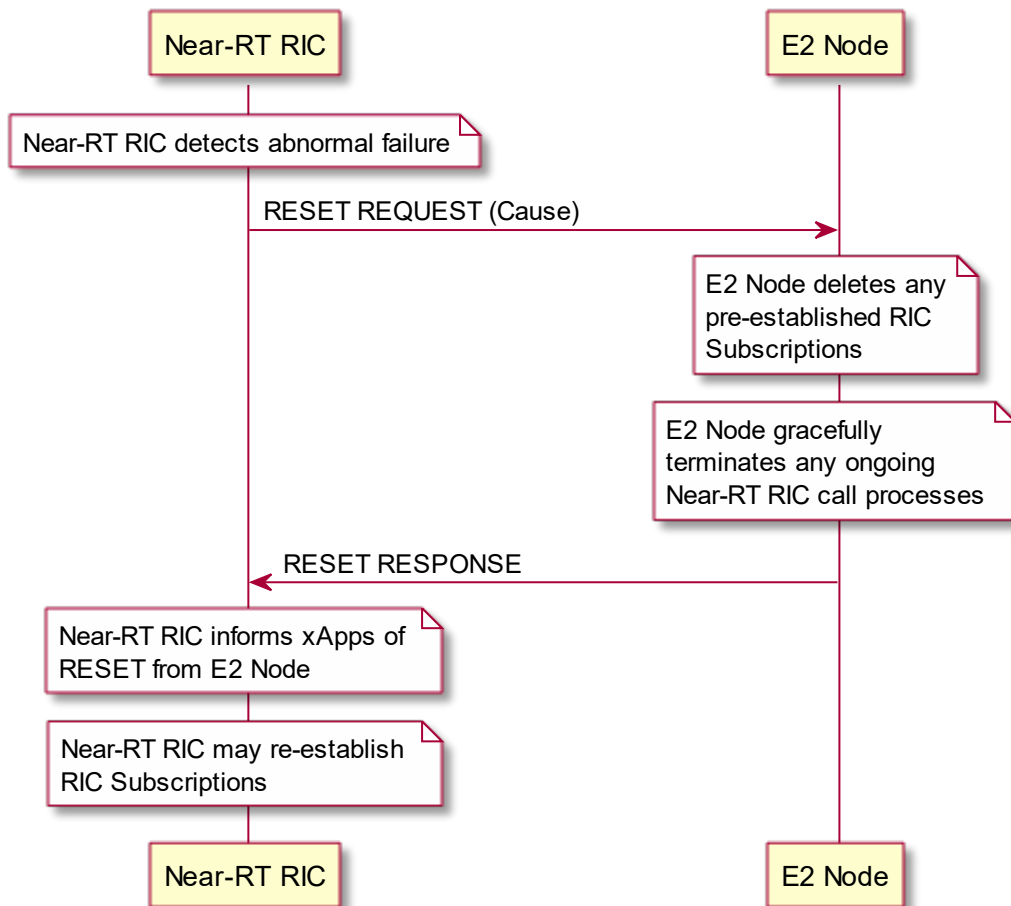 Near-RT RIC
E2 Node
Near-RT RIC detects abnormal failure
RESET REQUEST (Cause)
E2 Node deletes any
pre-established RIC
Subscriptions
E2 Node gracefully
terminates any ongoing
Near-RT RIC call processes
RESET RESPONSE
Near-RT RIC informs xApps of
RESET from E2 Node
Near-RT RIC may re-establish
RIC Subscriptions
Near-RT RIC
E2 Node